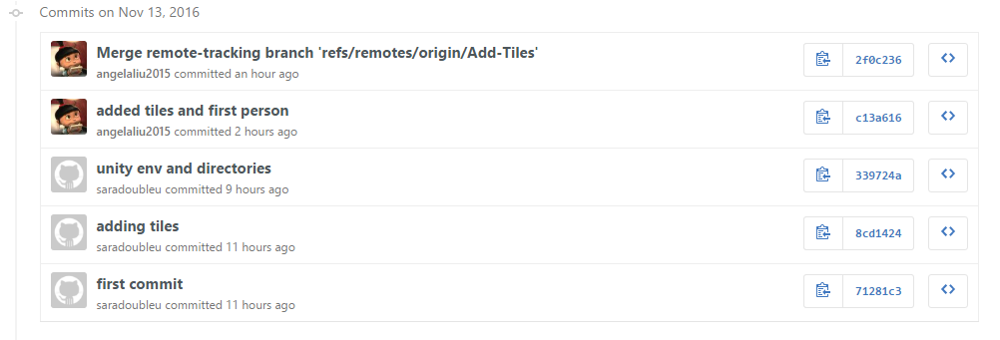 Commits on Nov 13, 2016
Merge remote-tracking branch 'refs/remotes/origin/Add-Tiles'
angelaliu2015 committed an hour ago
2f0c236
added tiles and first person
angelaliu2015 committed 2 hours ago
c13a616
unity env and directories
saradoubleu committed 9 hours ago
339724a
adding tiles
saradoubleu committed 11 hours ago
8cd1424
first commit
saradoubleu committed 11 hours ago
71281c3